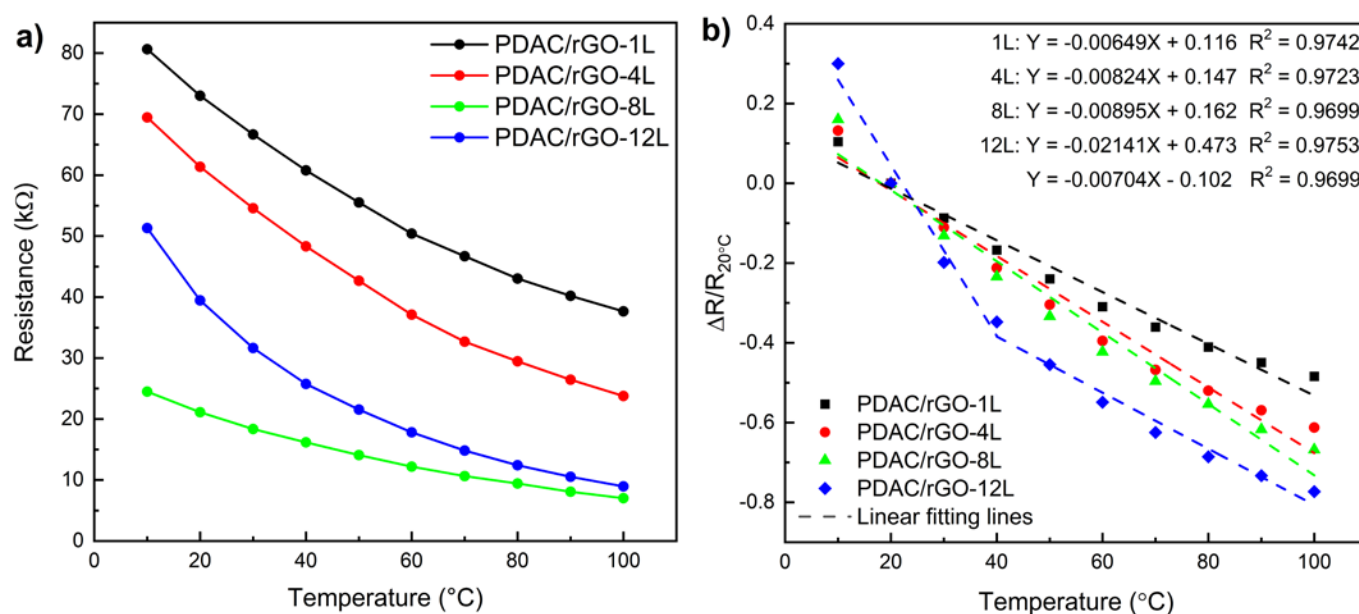 a)
PDAC/rGO-1L
PDAC/rGO-4L
PDAC/rGO-8L
PDAC/rGO-12L
80
70
60
50
40
30
20
10
0
Resistance (kΩ)
0 20 40 60 80 100
Temperature (°C)
b)
1L: Y = -0.00649X + 0.116 R² = 0.9742
4L: Y = -0.00824X + 0.147 R² = 0.9723
8L: Y = -0.00895X + 0.162 R² = 0.9699
12L: Y = -0.02141X + 0.473 R² = 0.9753
Y = -0.00704X - 0.102 R² = 0.9699
0.4
0.2
0.0
-0.2
-0.4
-0.6
-0.8
ΔR/R20°C
PDAC/rGO-1L
PDAC/rGO-4L
PDAC/rGO-8L
PDAC/rGO-12L
Linear fitting lines
0 20 40 60 80 100
Temperature (°C)